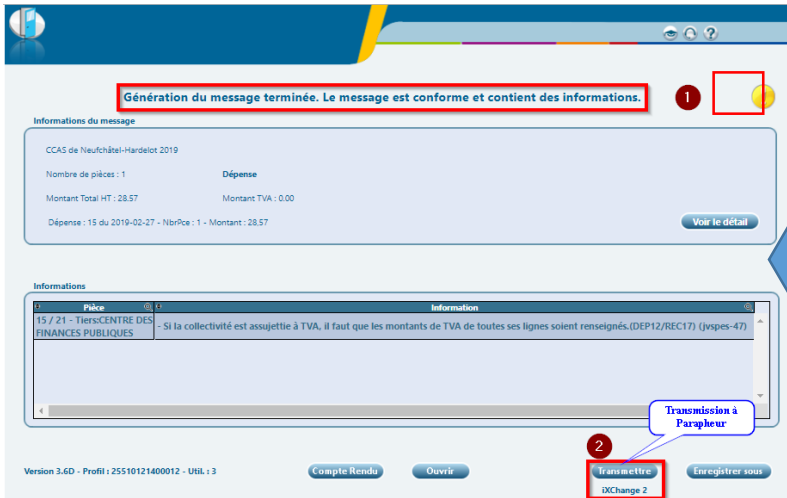 ?
Génération du message terminée. Le message est conforme et contient des informations.
1
Informations du message
CCAS de Neufchâtel-Hardelot 2019
Nombre de pièces : 1 Dépense
Montant Total HT : 28.57 Montant TVA : 0.00
Dépense : 15 du 2019-02-27 - NbrPce : 1 - Montant : 28,57
Voir le détail
Informations
Pièce Information
15 / 21 - Tiers:CENTRE DES FINANCES PUBLIQUES
- Si la collectivité est assujettie à TVA, il faut que les montants de TVA de toutes ses lignes soient renseignés.(DEP12/REC17) (jvspes-47)
Transmission à
Parapheur
2
Version 3.6D - Profil : 25510121400012 - Util. : 3 Compte Rendu Ouvrir Transmettre Enregistrer sous
iXChange 2